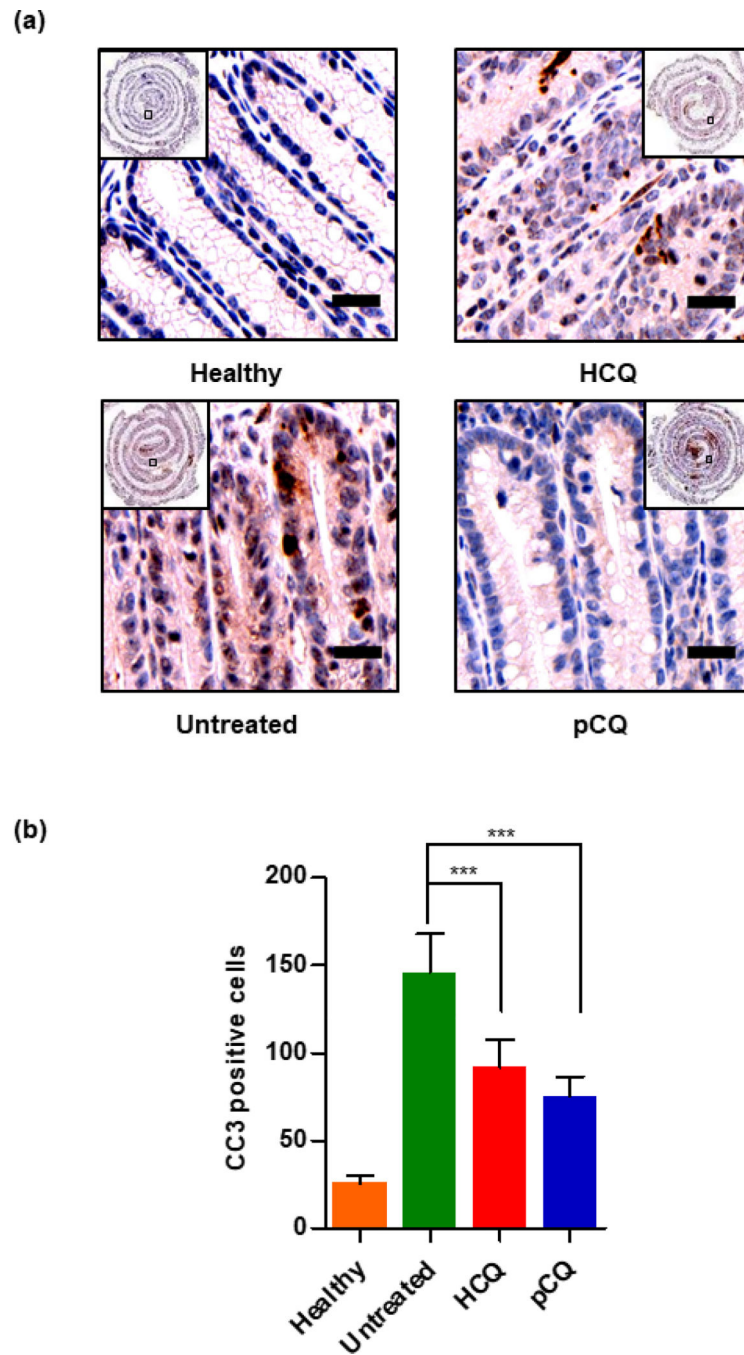 (a)
Healthy
HCQ
Untreated
pCQ
(b)
***
***
200
150
100
50
0
CC3 positive cells
Healthy
Untreated
HCQ
pCQ